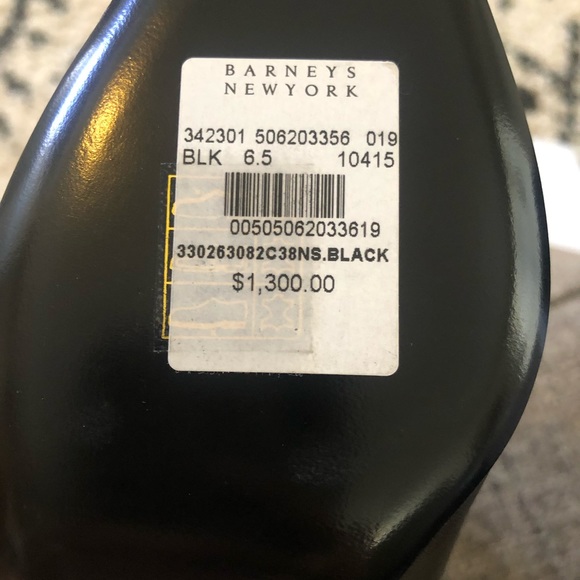 BARNEYS
NEWYORK
342301 506203356 019
BLK 6.5 10415
00505062033619
330263082C38NS.BLACK
$1,300.00